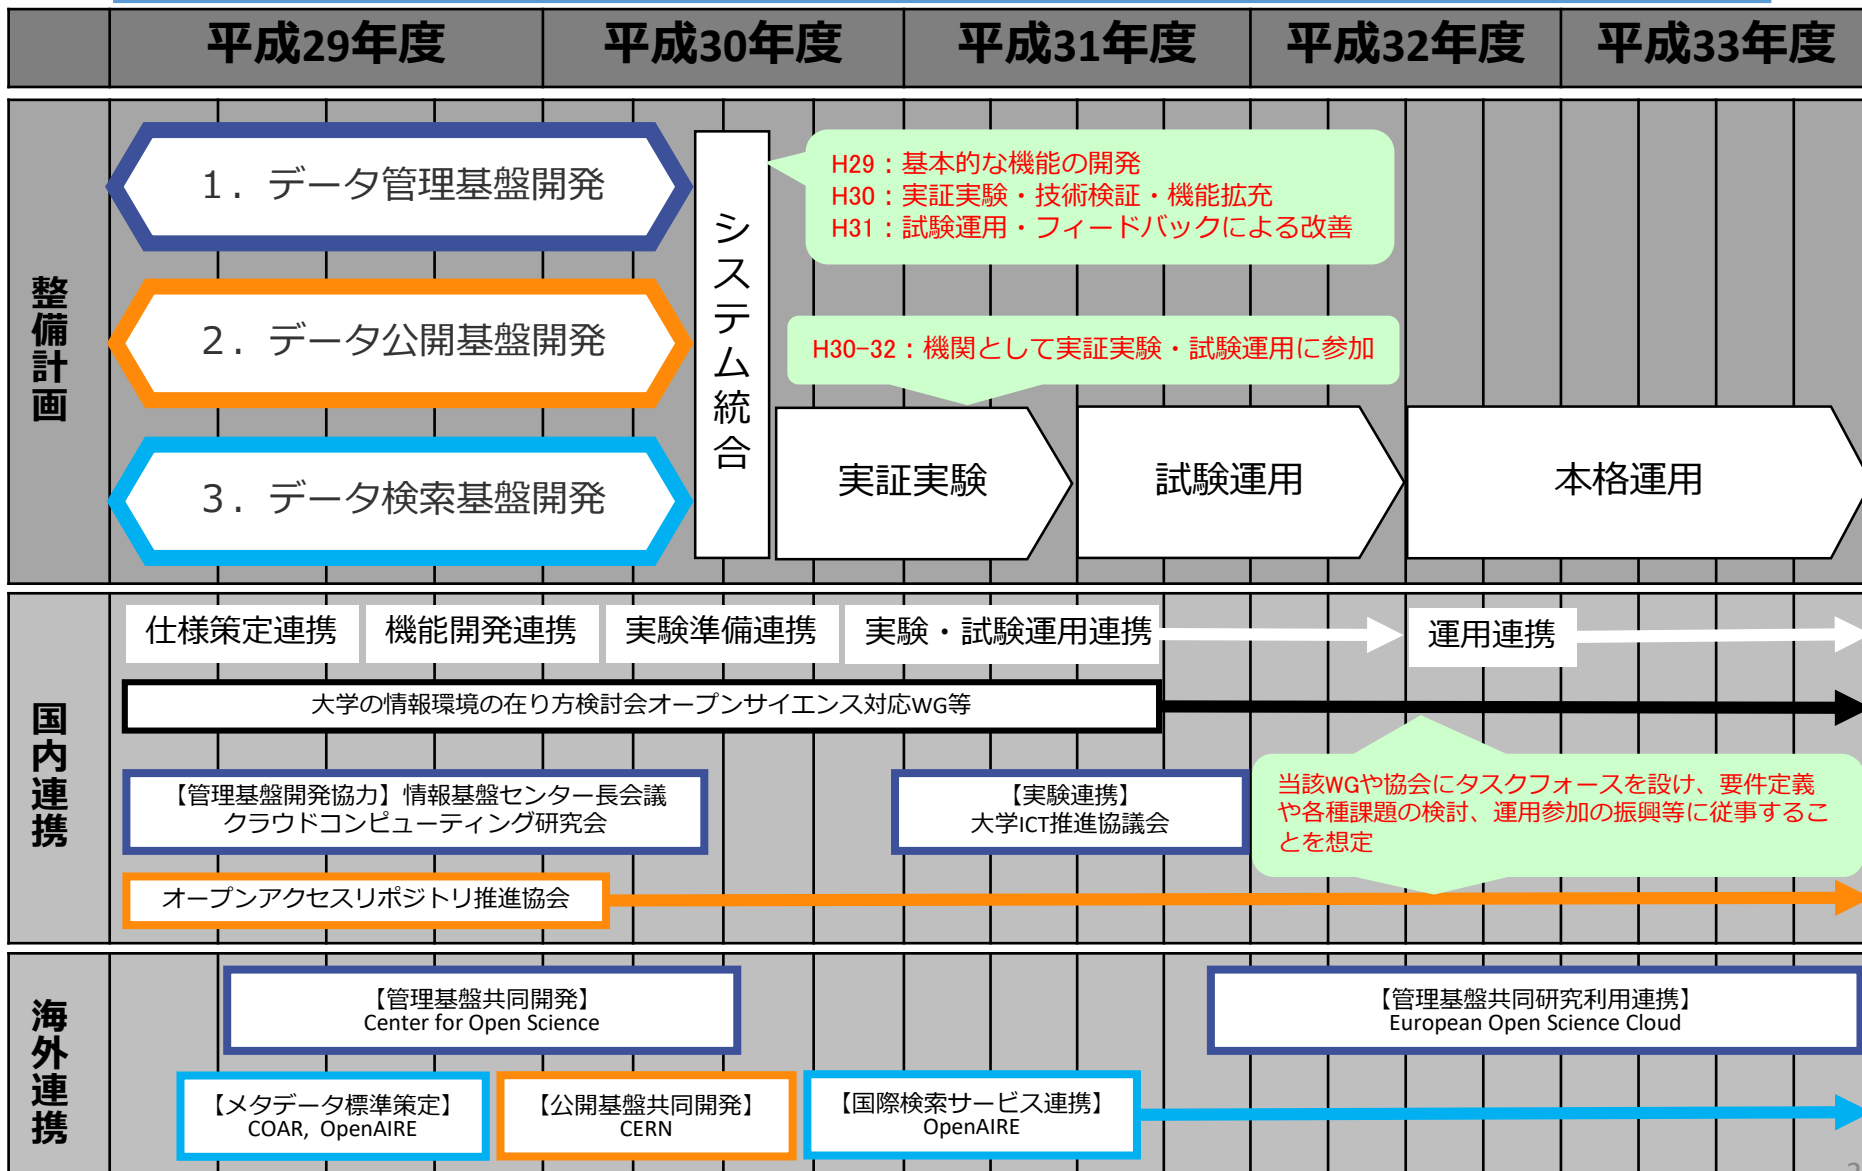 平成29年度
平成30年度
平成31年度
平成32年度
平成33年度
整備計画
1．データ管理基盤開発
2．データ公開基盤開発
3．データ検索基盤開発
システム統合
H29：基本的な機能の開発
H30：実証実験・技術検証・機能拡充
H31：試験運用・フィードバックによる改善
H30-32：機関として実証実験・試験運用に参加
実証実験
試験運用
本格運用
国内連携
仕様策定連携
機能開発連携
実験準備連携
実験・試験運用連携
運用連携
大学の情報環境の在り方検討会オープンサイエンス対応WG等
【管理基盤開発協力】情報基盤センター長会議
クラウドコンピューティング研究会
【実験連携】
大学ICT推進協議会
当該WGや協会にタスクフォースを設け、要件定義
や各種課題の検討、運用参加の振興等に従事するこ
とを想定
オープンアクセスリポジトリ推進協会
海外連携
【管理基盤共同開発】
Center for Open Science
【管理基盤共同研究利用連携】
European Open Science Cloud
【メタデータ標準策定】
COAR, OpenAIRE
【公開基盤共同開発】
CERN
【国際検索サービス連携】
OpenAIRE